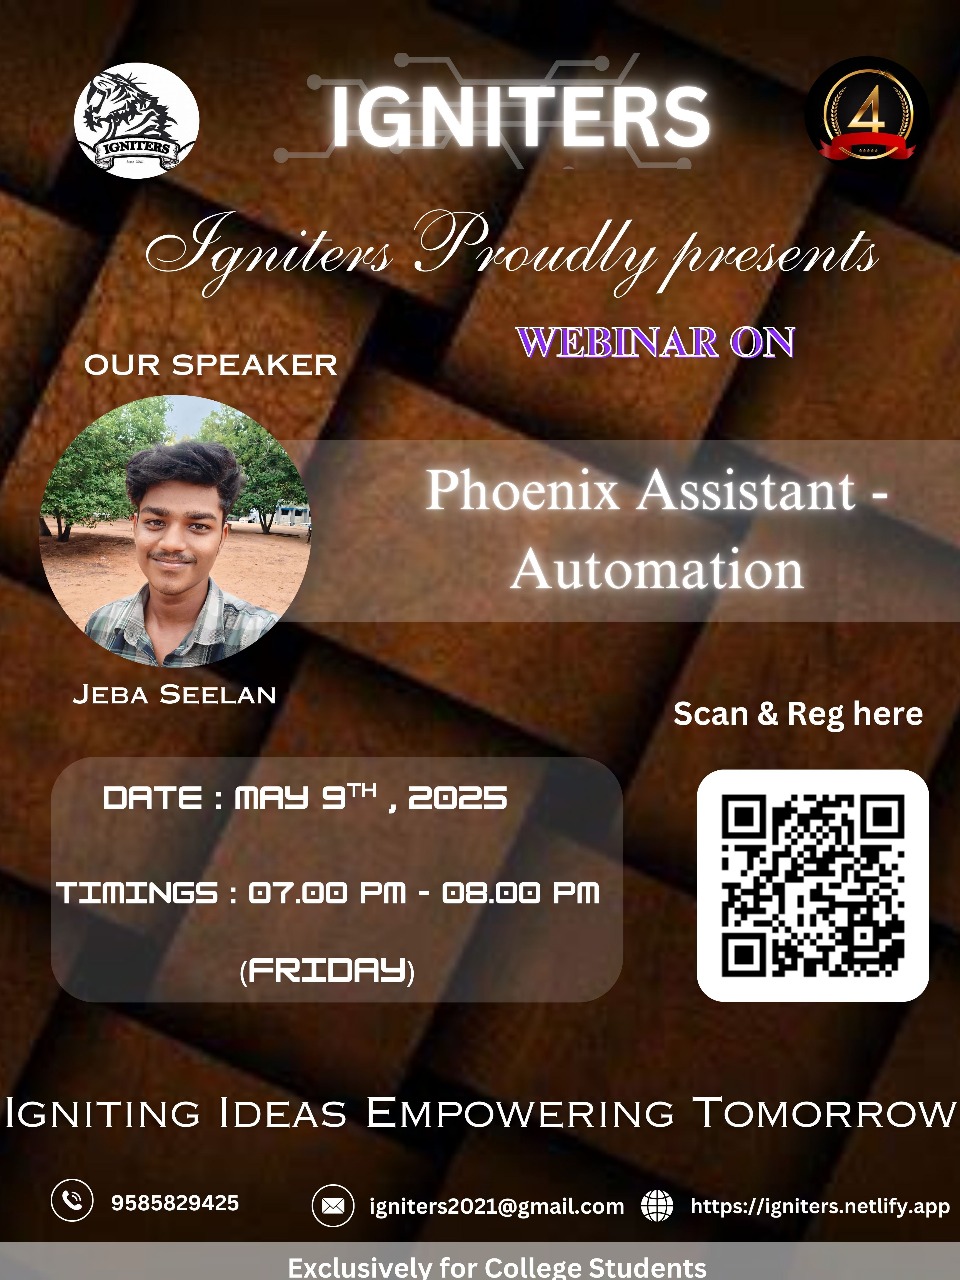 IGNITERS
IGNITERS
4
Igniters Proudly presents
WEBINAR ON
OUR SPEAKER
Phoenix Assistant -
Automation
JEBA SEELAN
Scan & Reg here
DATE : MAY 9TH , 2025
TIMINGS : 07.00 PM - 08.00 PM
(FRIDAY)
IGNITING IDEAS EMPOWERING TOMORROW
9585829425
igniters2021@gmail.com
https://igniters.netlify.app
Exclusively for College Students